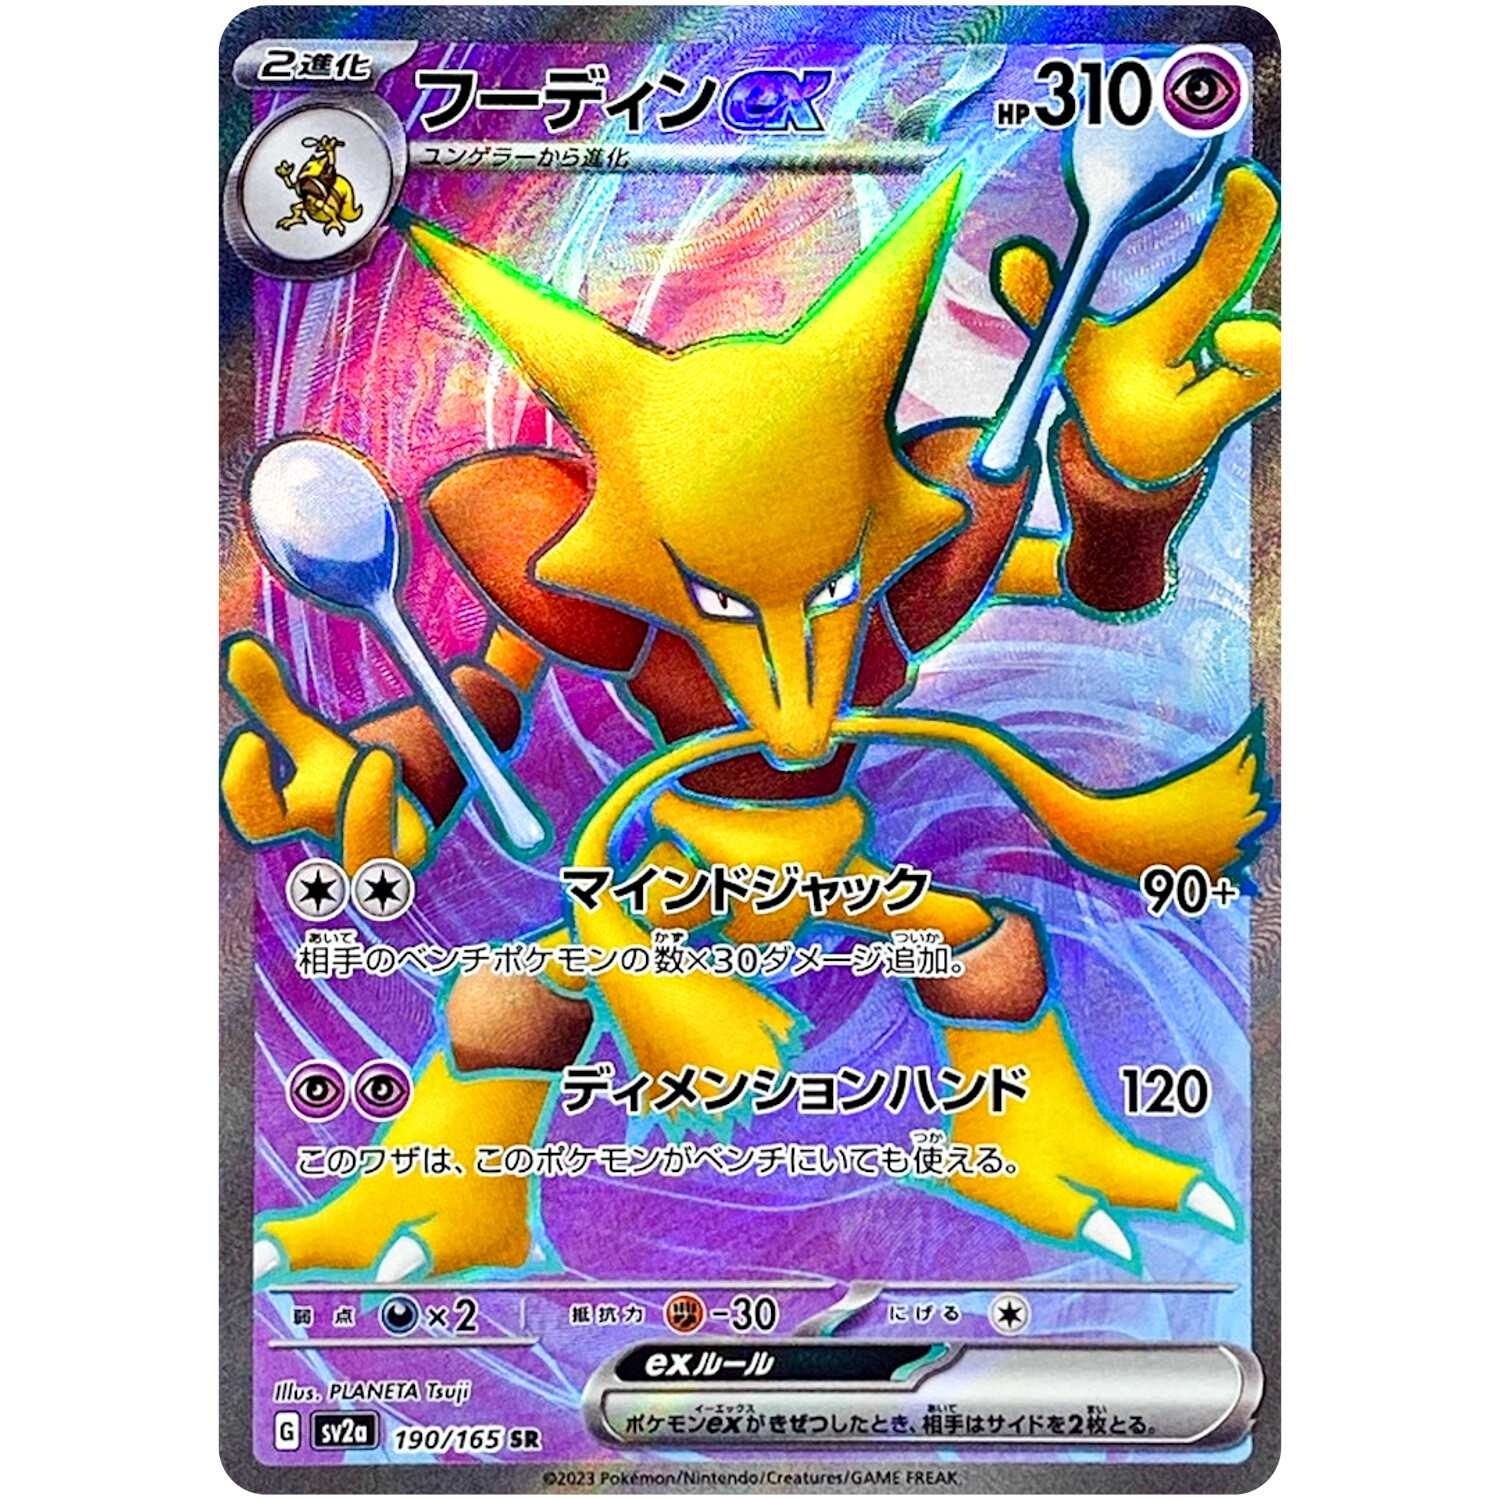 2進化
フーディンex
HP310
ユンゲラーから進化
マインドジャック 90+
相手のベンチポケモンの数×30ダメージ追加。
ディメンションハンド 120
このワザは、このポケモンがベンチにいても使える。
弱点 ×2 抵抗力 -30 にげる
Illus. PLANETA Tsuji
exルール
ポケモンexがきぜつしたとき、相手はサイドを2枚とる。
G sv2a 190/165 SR
©2023 Pokémon/Nintendo/Creatures/GAME FREAK.